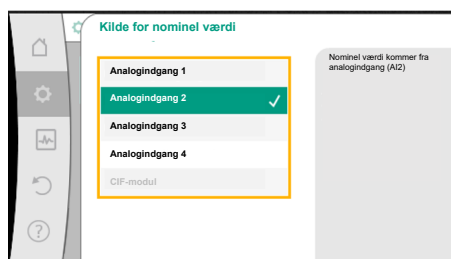 Kilde for nominel værdi
Analogindgang 1
Analogindgang 2
Analogindgang 3
Analogindgang 4
CIF-modul
Nominel værdi kommer fra
analogindgang (AI2)